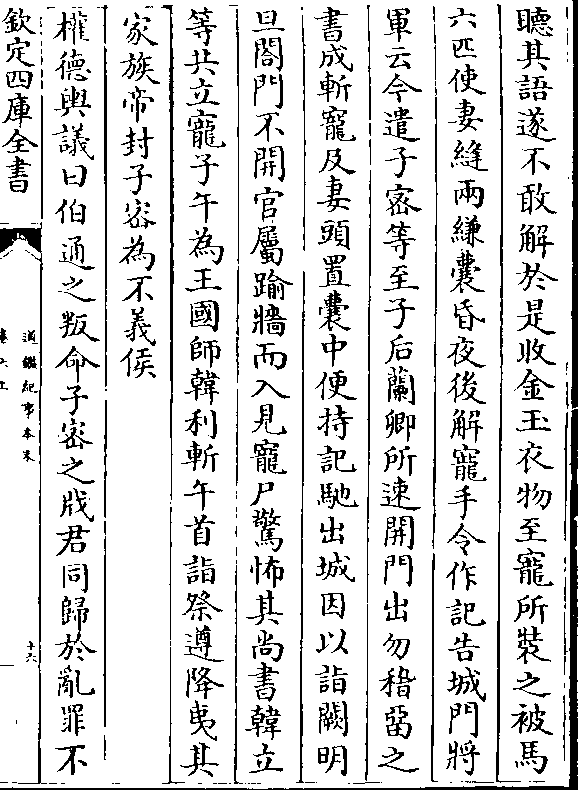 聽其語遂不敢解於是收金玉衣物至寵所裝之被馬
六匹使妻縫兩縑囊昏夜後解寵手令作記告城門將
軍云今遣子密等至子后蘭卿所速開門出勿稽留之
書成斬寵及妻頭置囊中便持記馳出城因以詣闕明
旦閤門不開官屬踰牆而入見寵尸驚怖其尚書韓立
等共立寵子午為王國師韓利斬午首詣祭遵降夷其
家族帝封子密為不義侯
權德輿議曰伯通之叛命子密之戕君同歸於亂罪不
欽定四庫全書
通鑑紀事本末
十六